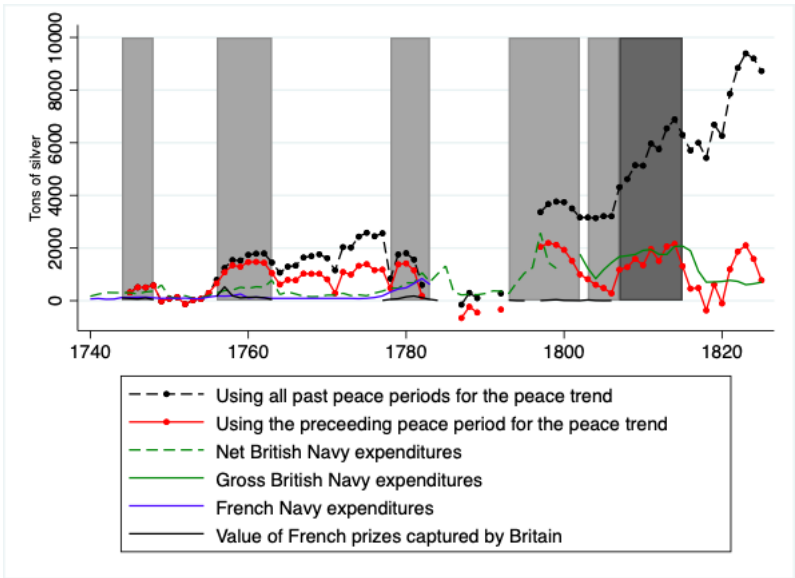 Tons of silver
10000
8000
6000
4000
2000
0
1740 1760 1780 1800 1820
Using all past peace periods for the peace trend
Using the preceeding peace period for the peace trend
Net British Navy expenditures
Gross British Navy expenditures
French Navy expenditures
Value of French prizes captured by Britain